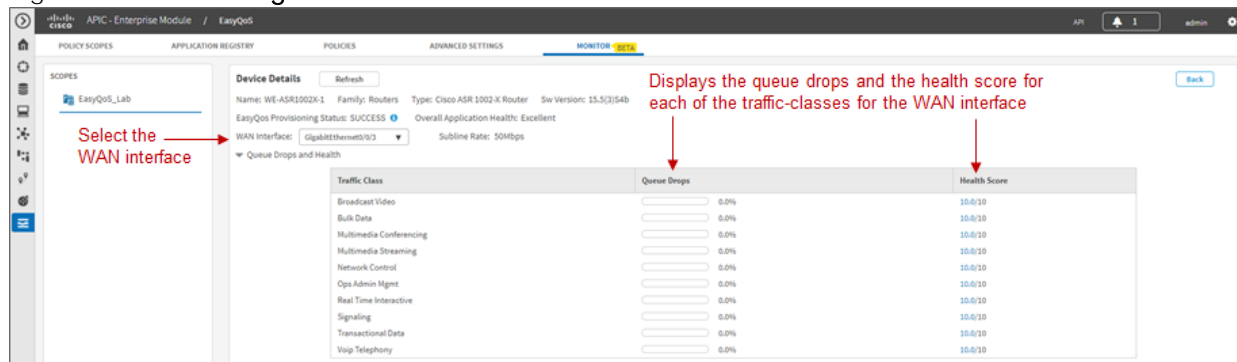 cisco APIC - Enterprise Module / EasyQoS API 1 admin
POLICY SCOPES APPLICATION REGISTRY POLICIES ADVANCED SETTINGS MONITOR BETA
SCOPES
EasyQoS_Lab
Select the
WAN interface
Device Details Refresh Back
Name: WE-ASR1002X-1 Family: Routers Type: Cisco ASR 1002-X Router Sw Version: 15.5(3)S4b
EasyQos Provisioning Status: SUCCESS Overall Application Health: Excellent
WAN Interface: GigabitEthernet0/0/3 Subline Rate: 50Mbps
Displays the queue drops and the health score for
each of the traffic-classes for the WAN interface
Queue Drops and Health
Traffic Class Queue Drops Health Score
Broadcast Video 0.0% 10.0/10
Bulk Data 0.0% 10.0/10
Multimedia Conferencing 0.0% 10.0/10
Multimedia Streaming 0.0% 10.0/10
Network Control 0.0% 10.0/10
Ops Admin Mgmt 0.0% 10.0/10
Real Time Interactive 0.0% 10.0/10
Signaling 0.0% 10.0/10
Transactional Data 0.0% 10.0/10
Voip Telephony 0.0% 10.0/10